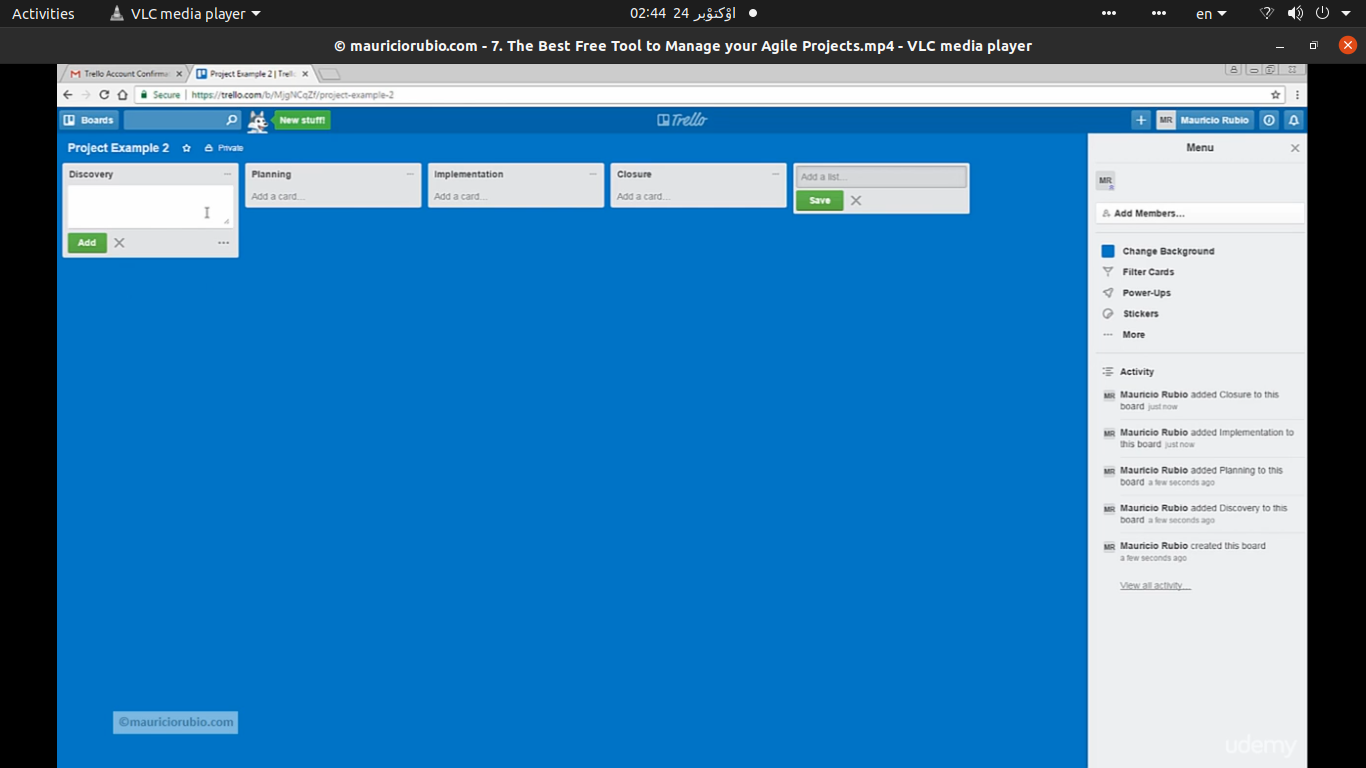 Activities
VLC media player
02:44 24 اۆکتۆبر
en
© mauriciorubio.com - 7. The Best Free Tool to Manage your Agile Projects.mp4 - VLC media player
Trello Account Confirma
Project Example 2 | Trell
Secure | https://trello.com/b/MjgNCqZf/project-example-2
Boards
New stuff!
Trello
MR Mauricio Rubio
Project Example 2
Private
Menu
Discovery
Planning
Implementation
Closure
Add a list...
Add a card...
Add a card...
Add a card...
Save
Add
MR
Add Members...
Change Background
Filter Cards
Power-Ups
Stickers
More
Activity
MR Mauricio Rubio added Closure to this
board just now
MR Mauricio Rubio added Implementation to
this board just now
MR Mauricio Rubio added Planning to this
board a few seconds ago
MR Mauricio Rubio added Discovery to this
board a few seconds ago
MR Mauricio Rubio created this board
a few seconds ago
View all activity...
©mauriciorubio.com
udemy